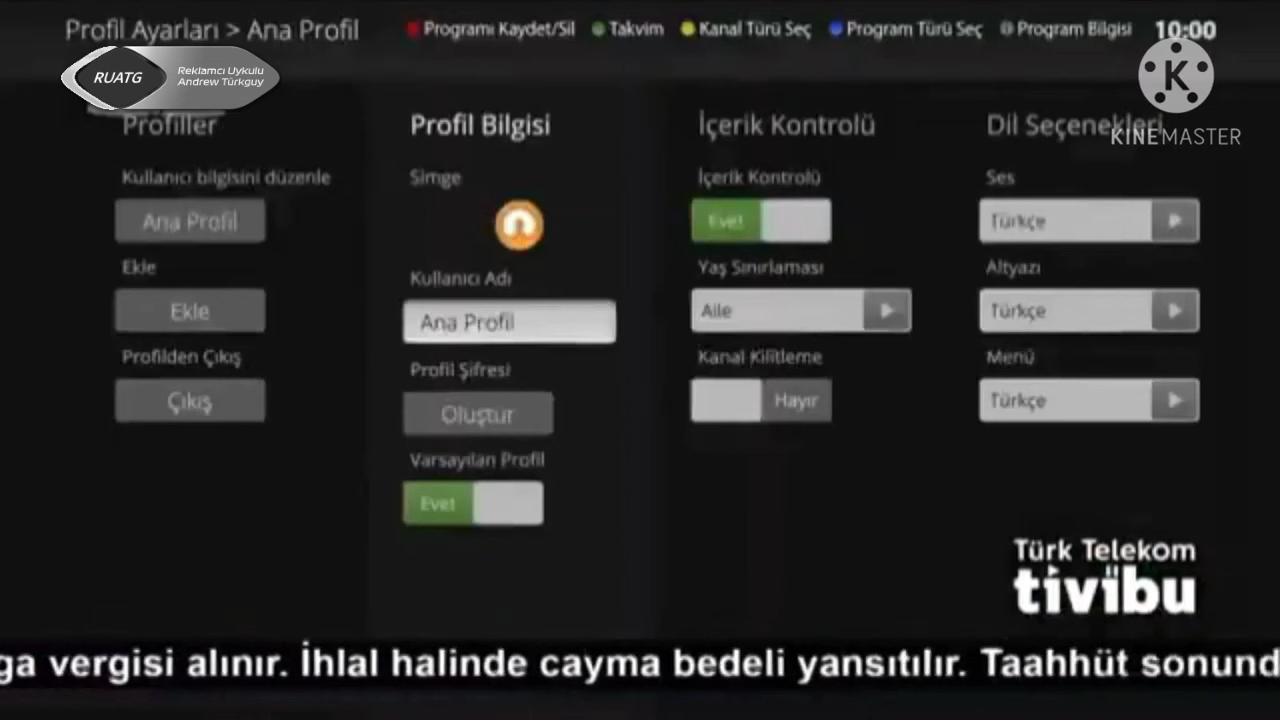 Profil Ayarları > Ana Profil
Programı Kaydet/Sil
Takvim
Kanal Türü Seç
Program Türü Seç
Program Bilgisi
10:00
RUATG
Reklamcı Uykulu
Andrew Türkguy
K
KINEMASTER
Profiller
Kullanıcı bilgisini düzenle
Ana Profil
Ekle
Ekle
Profilden Çıkış
Çıkış
Profil Bilgisi
Simge
Kullanıcı Adı
Ana Profil
Profil Şifresi
Oluştur
Varsayılan Profil
Evet
İçerik Kontrolü
İçerik Kontrolü
Evet
Yaş Sınırlaması
Aile
Kanal Kilitleme
Hayır
Dil Seçenekleri
Ses
Türkçe
Altyazı
Türkçe
Menü
Türkçe
Türk Telekom
tivibu
ga vergisi alınır. İhlal halinde cayma bedeli yansıtılır. Taahhüt sonund